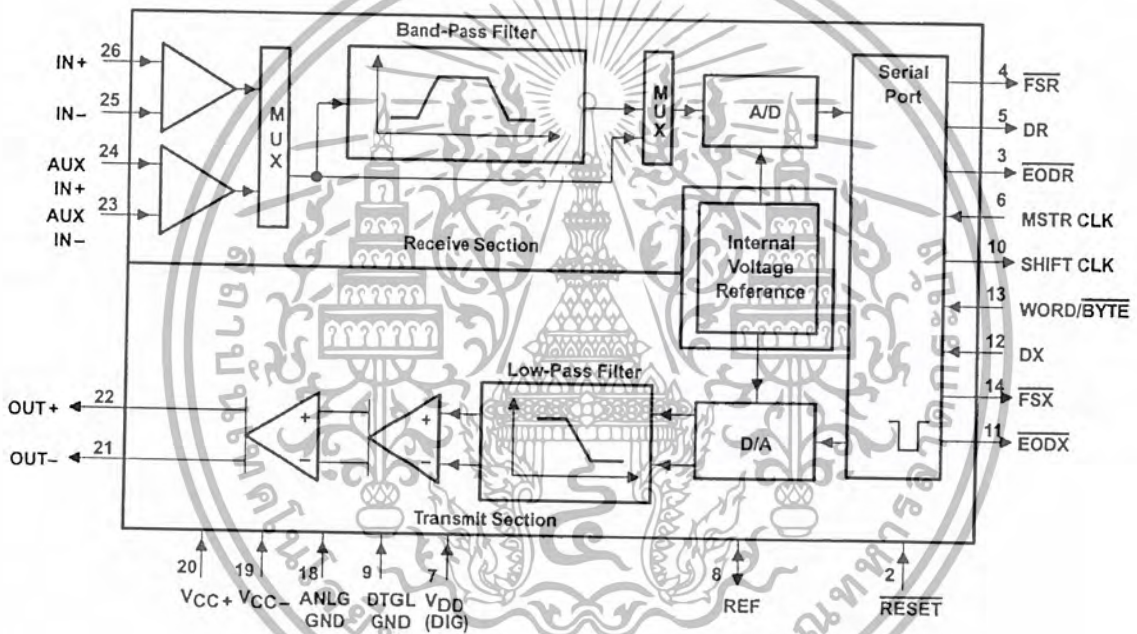 Band-Pass Filter
26
IN+
25
IN–
24
AUX
IN+
23
AUX
IN–
MUX
MUX
A/D
Serial
Port
4
FSR
5
DR
3
EODR
6
MSTR CLK
10
SHIFT CLK
13
WORD/BYTE
12
DX
14
FSX
11
EODX
Receive Section
Internal
Voltage
Reference
Low-Pass Filter
22
OUT+
21
OUT–
+
–
+
–
D/A
Transmit Section
20
VCC+
19
VCC–
18
ANLG
GND
9
DTGL
GND
7
VDD
(DIG)
8
REF
2
RESET